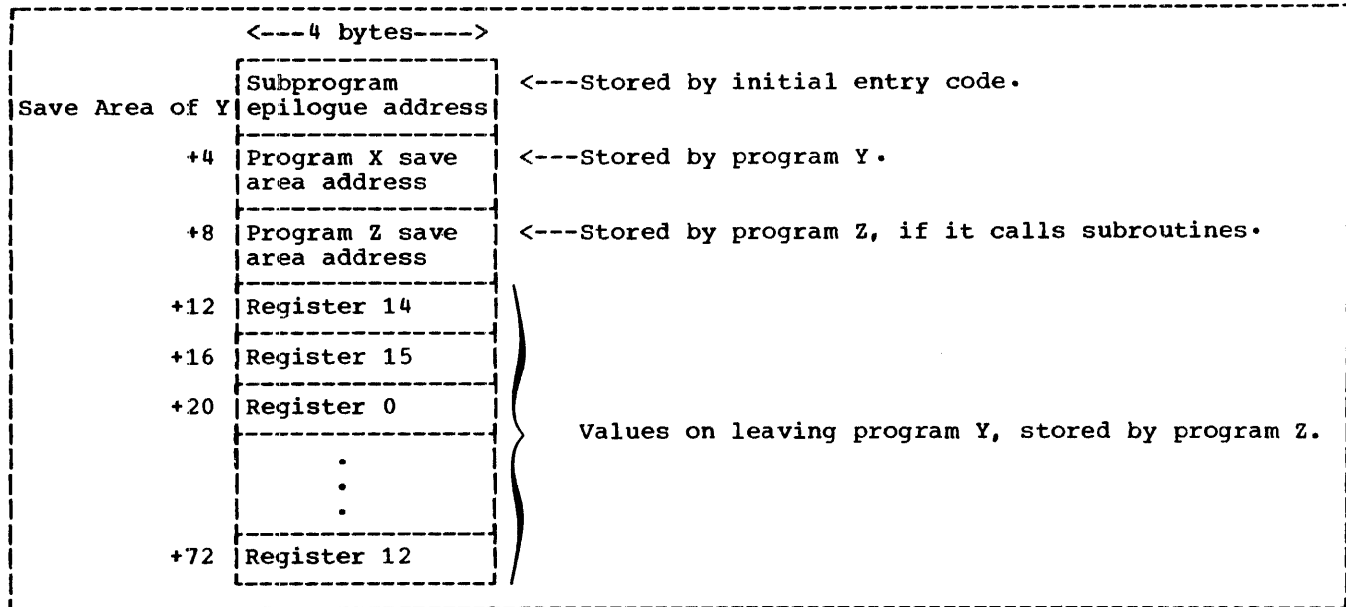 <---4 bytes---->
Subprogram <---Stored by initial entry code.
Save Area of Y epilogue address
+4 Program X save <---Stored by program Y.
area address
+8 Program Z save <---Stored by program Z, if it calls subroutines.
area address
+12 Register 14
+16 Register 15
+20 Register 0
Values on leaving program Y, stored by program Z.
.
.
.
+72 Register 12